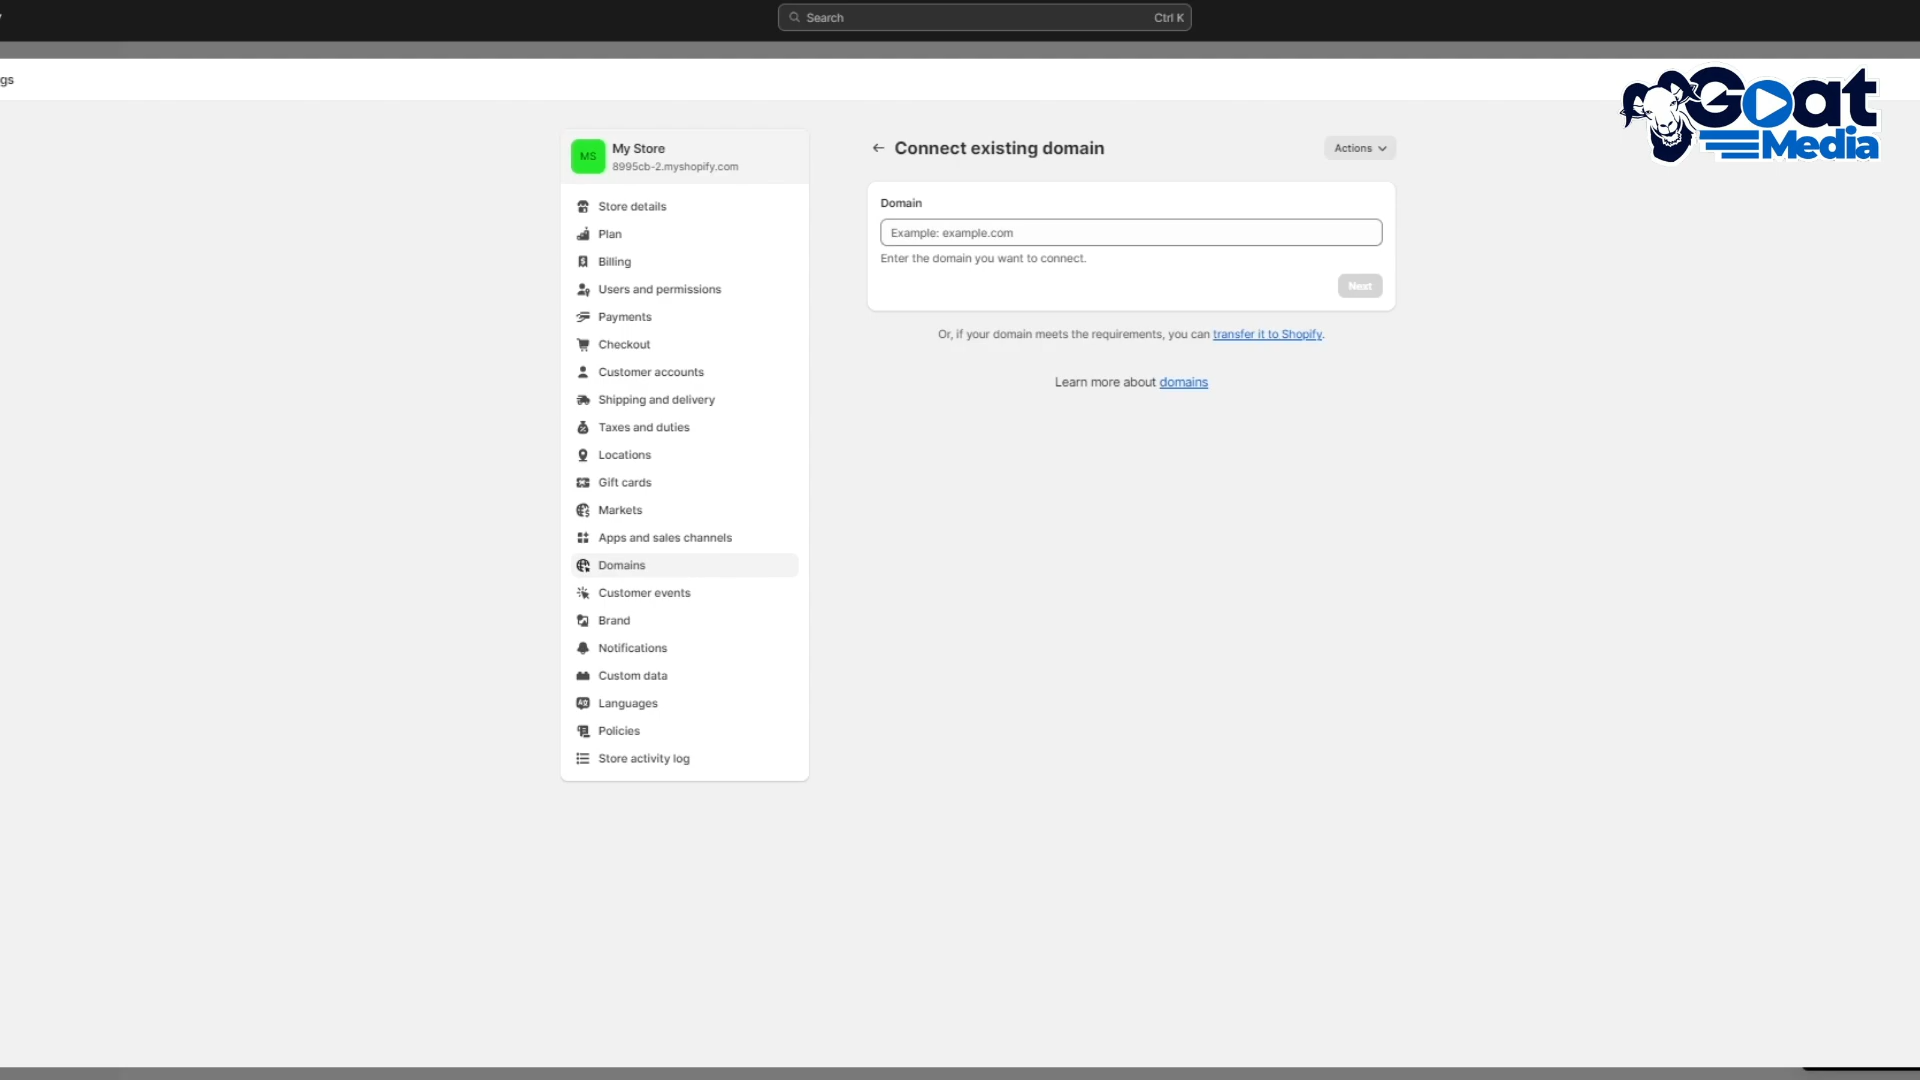 Search
Ctrl K
gs
Goat
Media
MS
My Store
8995cb-2.myshopify.com
Store details
Plan
Billing
Users and permissions
Payments
Checkout
Customer accounts
Shipping and delivery
Taxes and duties
Locations
Gift cards
Markets
Apps and sales channels
Domains
Customer events
Brand
Notifications
Custom data
Languages
Policies
Store activity log
Connect existing domain
Actions
Domain
Example: example.com
Enter the domain you want to connect.
Next
Or, if your domain meets the requirements, you can transfer it to Shopify.
Learn more about domains